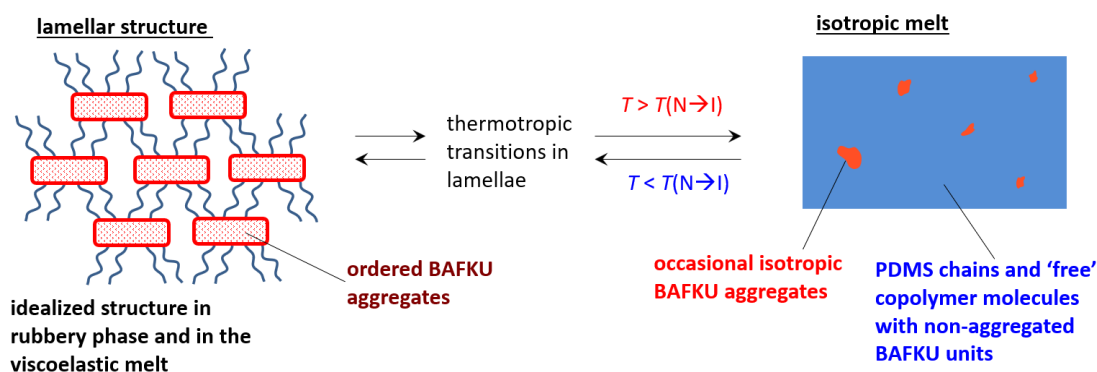 lamellar structure
isotropic melt
T > T(N→I)
thermotropic
transitions in
lamellae
T < T(N→I)
ordered BAFKU
aggregates
occasional isotropic
BAFKU aggregates
PDMS chains and ‘free’
copolymer molecules
with non-aggregated
BAFKU units
idealized structure in
rubbery phase and in the
viscoelastic melt